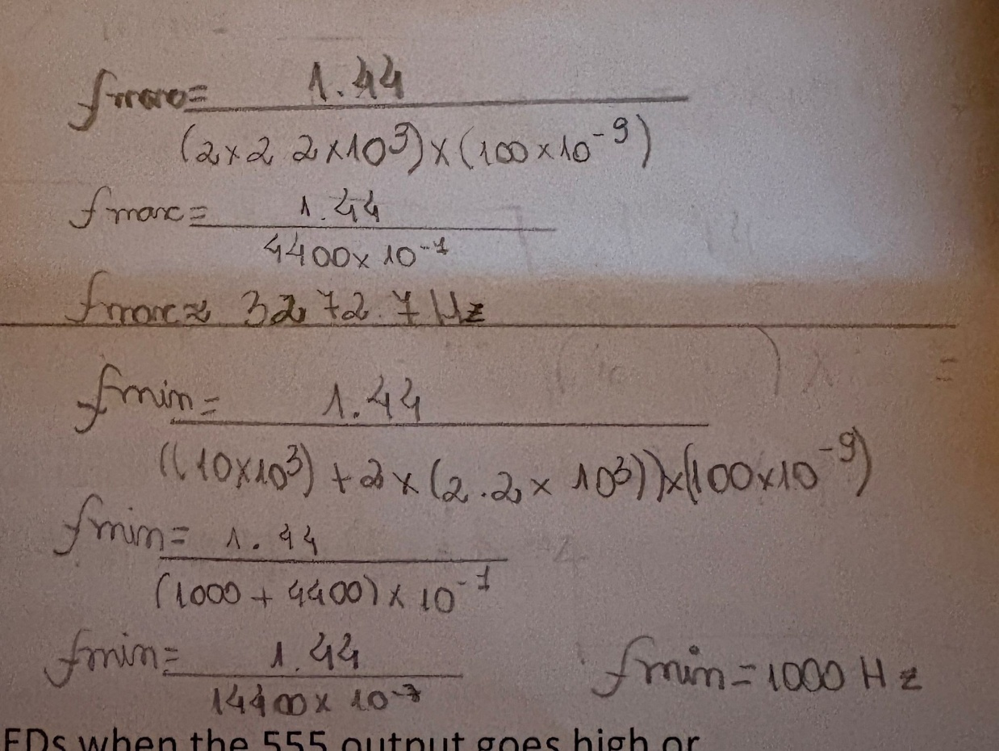 fmax = 1.44
(2 × 2 2 × 10³) × (100 × 10⁻⁹)
fmax = 1.44
4400 × 10⁻⁷
fmax ≈ 3272.7 Hz
fmin = 1.44
((10×10³) + 2 × (2.2 × 10³)) × (100×10⁻⁹)
fmin = 1.44
(1000 + 4400) × 10⁻⁷
fmin = 1.44
14400 × 10⁻⁷
fmin = 1000 Hz
EDs when the 555 output goes high or